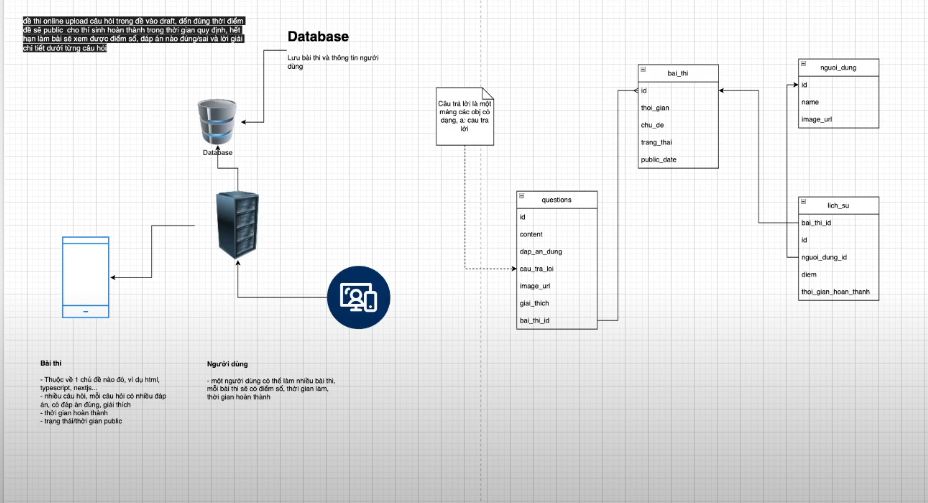 đề thi online upload câu hỏi trong đề vào draft, đến đúng thời điểm
đề sẽ public cho thí sinh hoàn thành trong thời gian quy định, hết
hạn làm bài sẽ xem được điểm số, đáp án nào đúng/sai và lời giải
chi tiết dưới từng câu hỏi
Database
Lưu bài thi và thông tin người
dùng
Database
Bài thi
- Thuộc về 1 chủ đề nào đó, ví dụ html,
typescript, nextjs...
- nhiều câu hỏi, mỗi câu hỏi có nhiều đáp
án, có đáp án đúng, giải thích
- thời gian hoàn thành
- trạng thái/thời gian public
Người dùng
- một người dùng có thể làm nhiều bài thi,
mỗi bài thi sẽ có điểm số, thời gian làm,
thời gian hoàn thành
Câu trả lời là một
mảng các obj có
dạng, a: cau tra
lời
questions
id
content
dap_an_dung
cau_tra_loi
image_url
giai_thich
bai_thi_id
bai_thi
id
thoi_gian
chu_de
trang_thai
public_date
nguoi_dung
id
name
image_url
lich_su
bai_thi_id
id
nguoi_dung_id
diem
thoi_gian_hoan_thanh